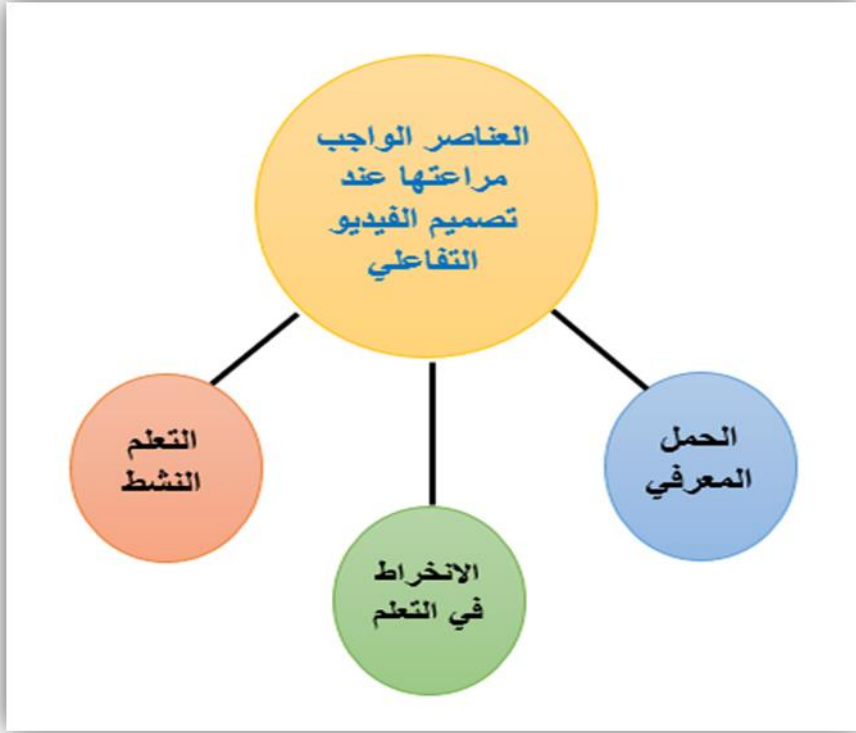 العناصر الواجب
مراعتها عند
تصميم الفيديو
التفاعلي
الحمل
المعرفي
الانخراط
في التعلم
التعلم
النشط